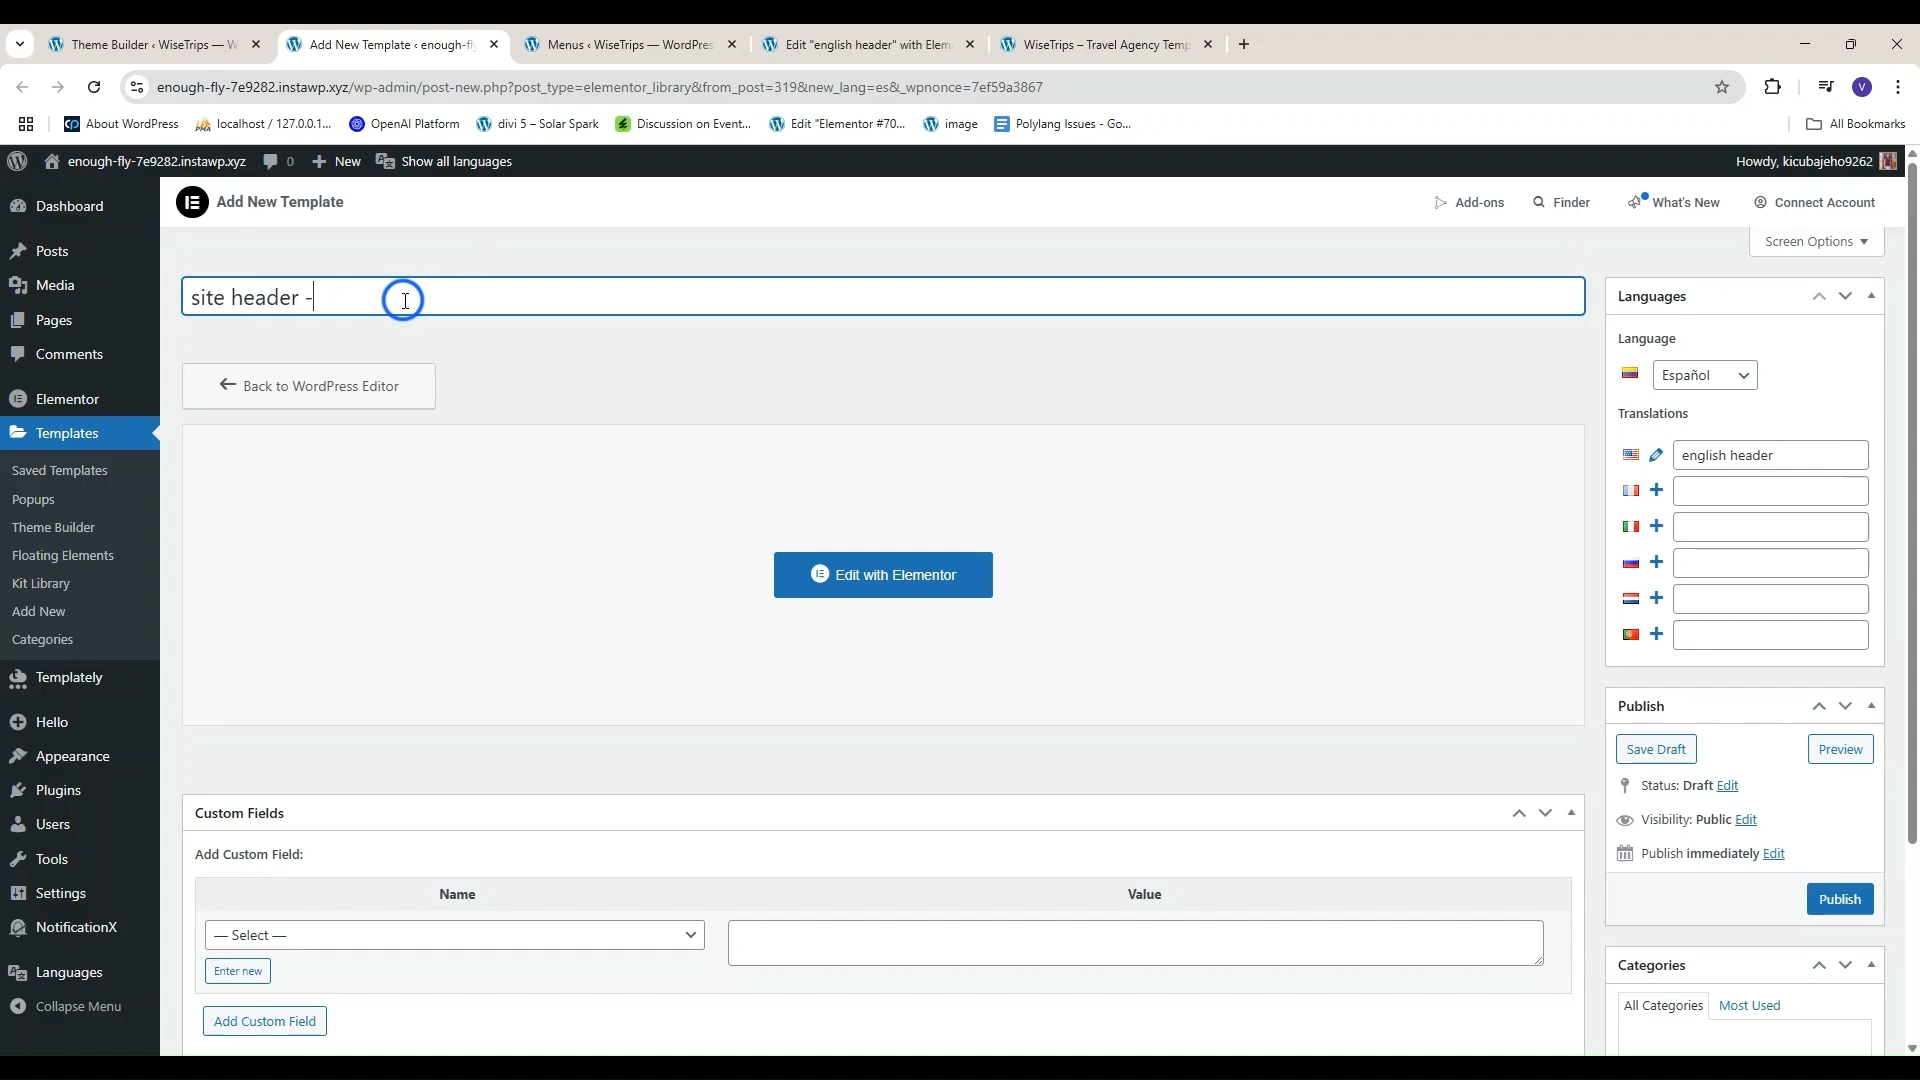 Theme Builder ‹ WiseTrips — W
Add New Template ‹ enough-fl
Menus ‹ WiseTrips — WordPres
Edit "english header" with Elem
WiseTrips – Travel Agency Temp
enough-fly-7e9282.instawp.xyz/wp-admin/post-new.php?post_type=elementor_library&from_post=319&new_lang=es&_wpnonce=7ef59a3867
V
About WordPress
localhost / 127.0.0.1...
OpenAI Platform
divi 5 – Solar Spark
Discussion on Event...
Edit "Elementor #70...
image
Polylang Issues - Go...
All Bookmarks
enough-fly-7e9282.instawp.xyz
0
New
Show all languages
Howdy, kicubajeho9262
Dashboard
Posts
Media
Pages
Comments
Elementor
Templates
Saved Templates
Popups
Theme Builder
Floating Elements
Kit Library
Add New
Categories
Templately
Hello
Appearance
Plugins
Users
Tools
Settings
NotificationX
Languages
Collapse Menu
Add New Template
Add-ons
Finder
What's New
Connect Account
Screen Options
site header -
Back to WordPress Editor
Edit with Elementor
Custom Fields
Add Custom Field:
Name
Value
— Select —
Enter new
Add Custom Field
Languages
Language
Español
Translations
english header
Publish
Save Draft
Preview
Status: Draft Edit
Visibility: Public Edit
Publish immediately Edit
Publish
Categories
All Categories
Most Used